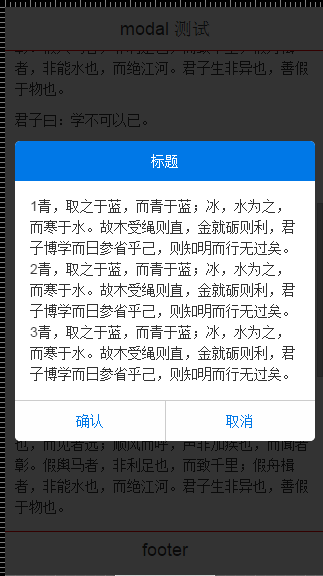 modal 测试
者，非能水也，而绝江河。君子生非异也，善假
于物也。
君子曰：学不可以已。
标题
1青，取之于蓝，而青于蓝；冰，水为之，
而寒于水。故木受绳则直，金就砺则利，君
子博学而日参省乎己，则知明而行无过矣。
2青，取之于蓝，而青于蓝；冰，水为之，
而寒于水。故木受绳则直，金就砺则利，君
子博学而日参省乎己，则知明而行无过矣。
3青，取之于蓝，而青于蓝；冰，水为之，
而寒于水。故木受绳则直，金就砺则利，君
子博学而日参省乎己，则知明而行无过矣。
确认
取消
也，而见者远；顺风而呼，声非加疾也，而闻者
彰。假舆马者，非利足也，而致千里；假舟楫
者，非能水也，而绝江河。君子生非异也，善假
于物也。
footer